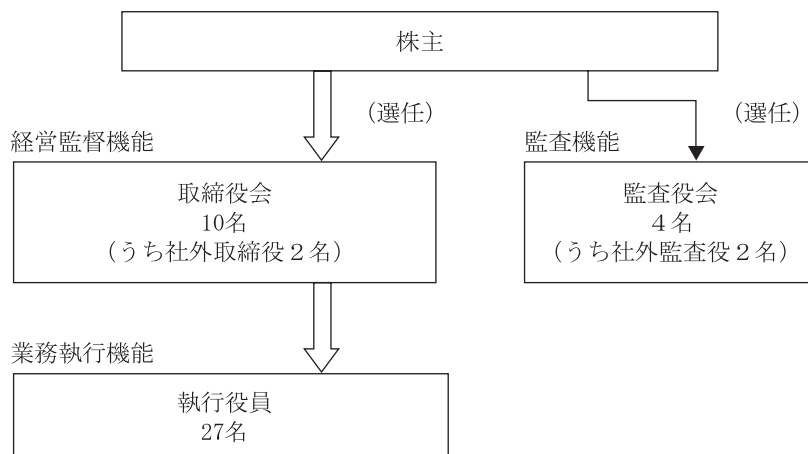 株主
（選任）
（選任）
経営監督機能
監査機能
取締役会
10名
（うち社外取締役２名）
監査役会
４名
（うち社外監査役２名）
業務執行機能
執行役員
27名